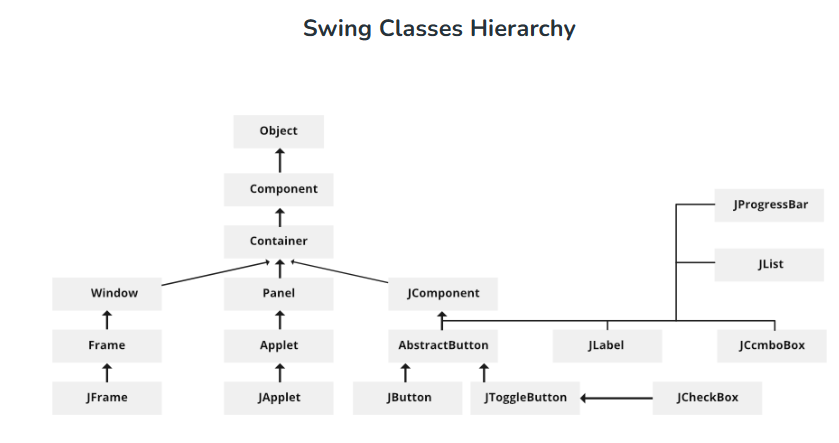 Swing Classes Hierarchy
Object
Component
JProgressBar
Container
JList
Window
Panel
JComponent
Frame
Applet
AbstractButton
JLabel
JCcmboBox
JFrame
JApplet
JButton
JToggleButton
JCheckBox